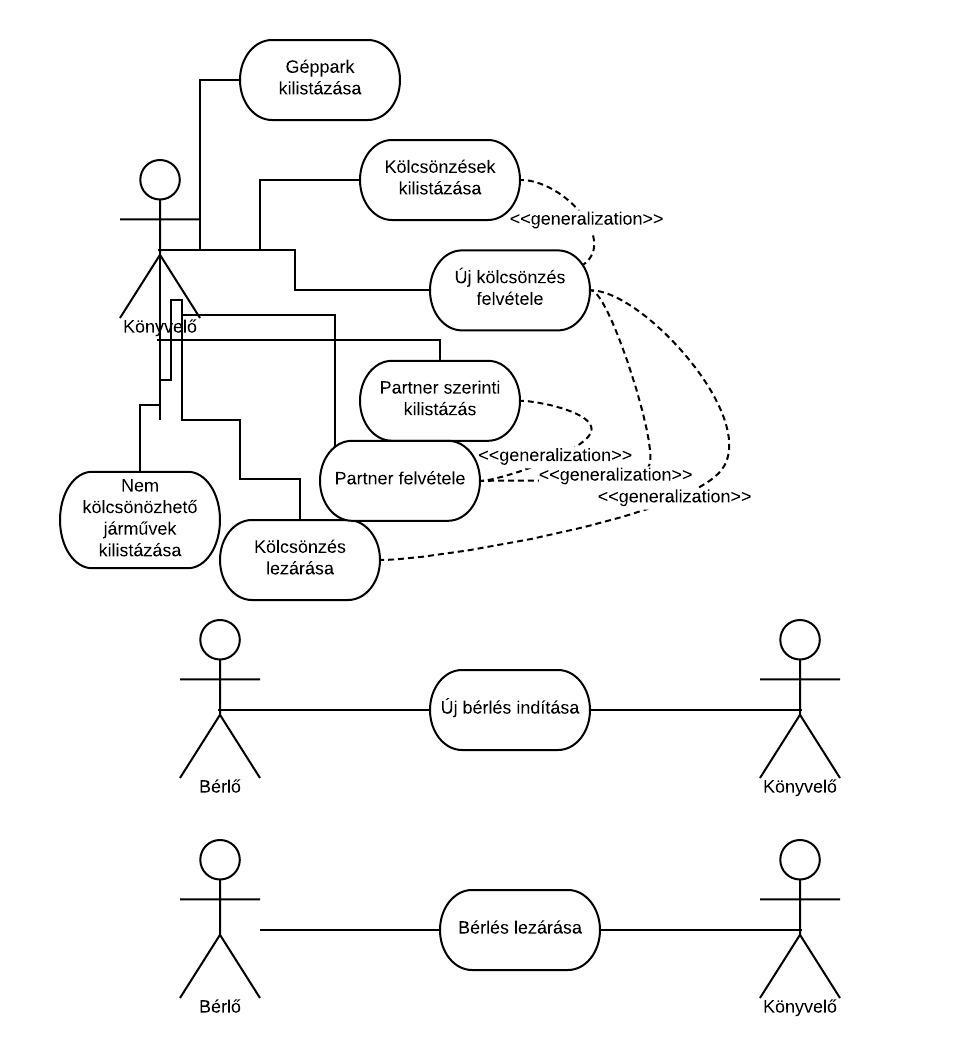 Géppark
kilistázása
Kölcsönzések
kilistázása
<<generalization>>
Új kölcsönzés
felvétele
Könyvelő
Partner szerinti
kilistázás
<<generalization>>
Partner felvétele
<<generalization>>
<<generalization>>
Nem
kölcsönözhető
járművek
kilistázása
Kölcsönzés
lezárása
Új bérlés indítása
Bérlő
Könyvelő
Bérlés lezárása
Bérlő
Könyvelő